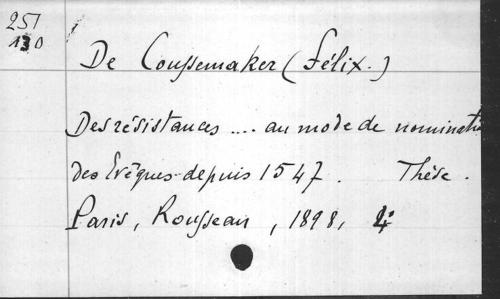 251
130
De Coussemaker (Félix.)
Des résistances .... au mode de nominati
des Evêques depuis 1547. Thèse.
Paris, Rousseau, 1898, 4°